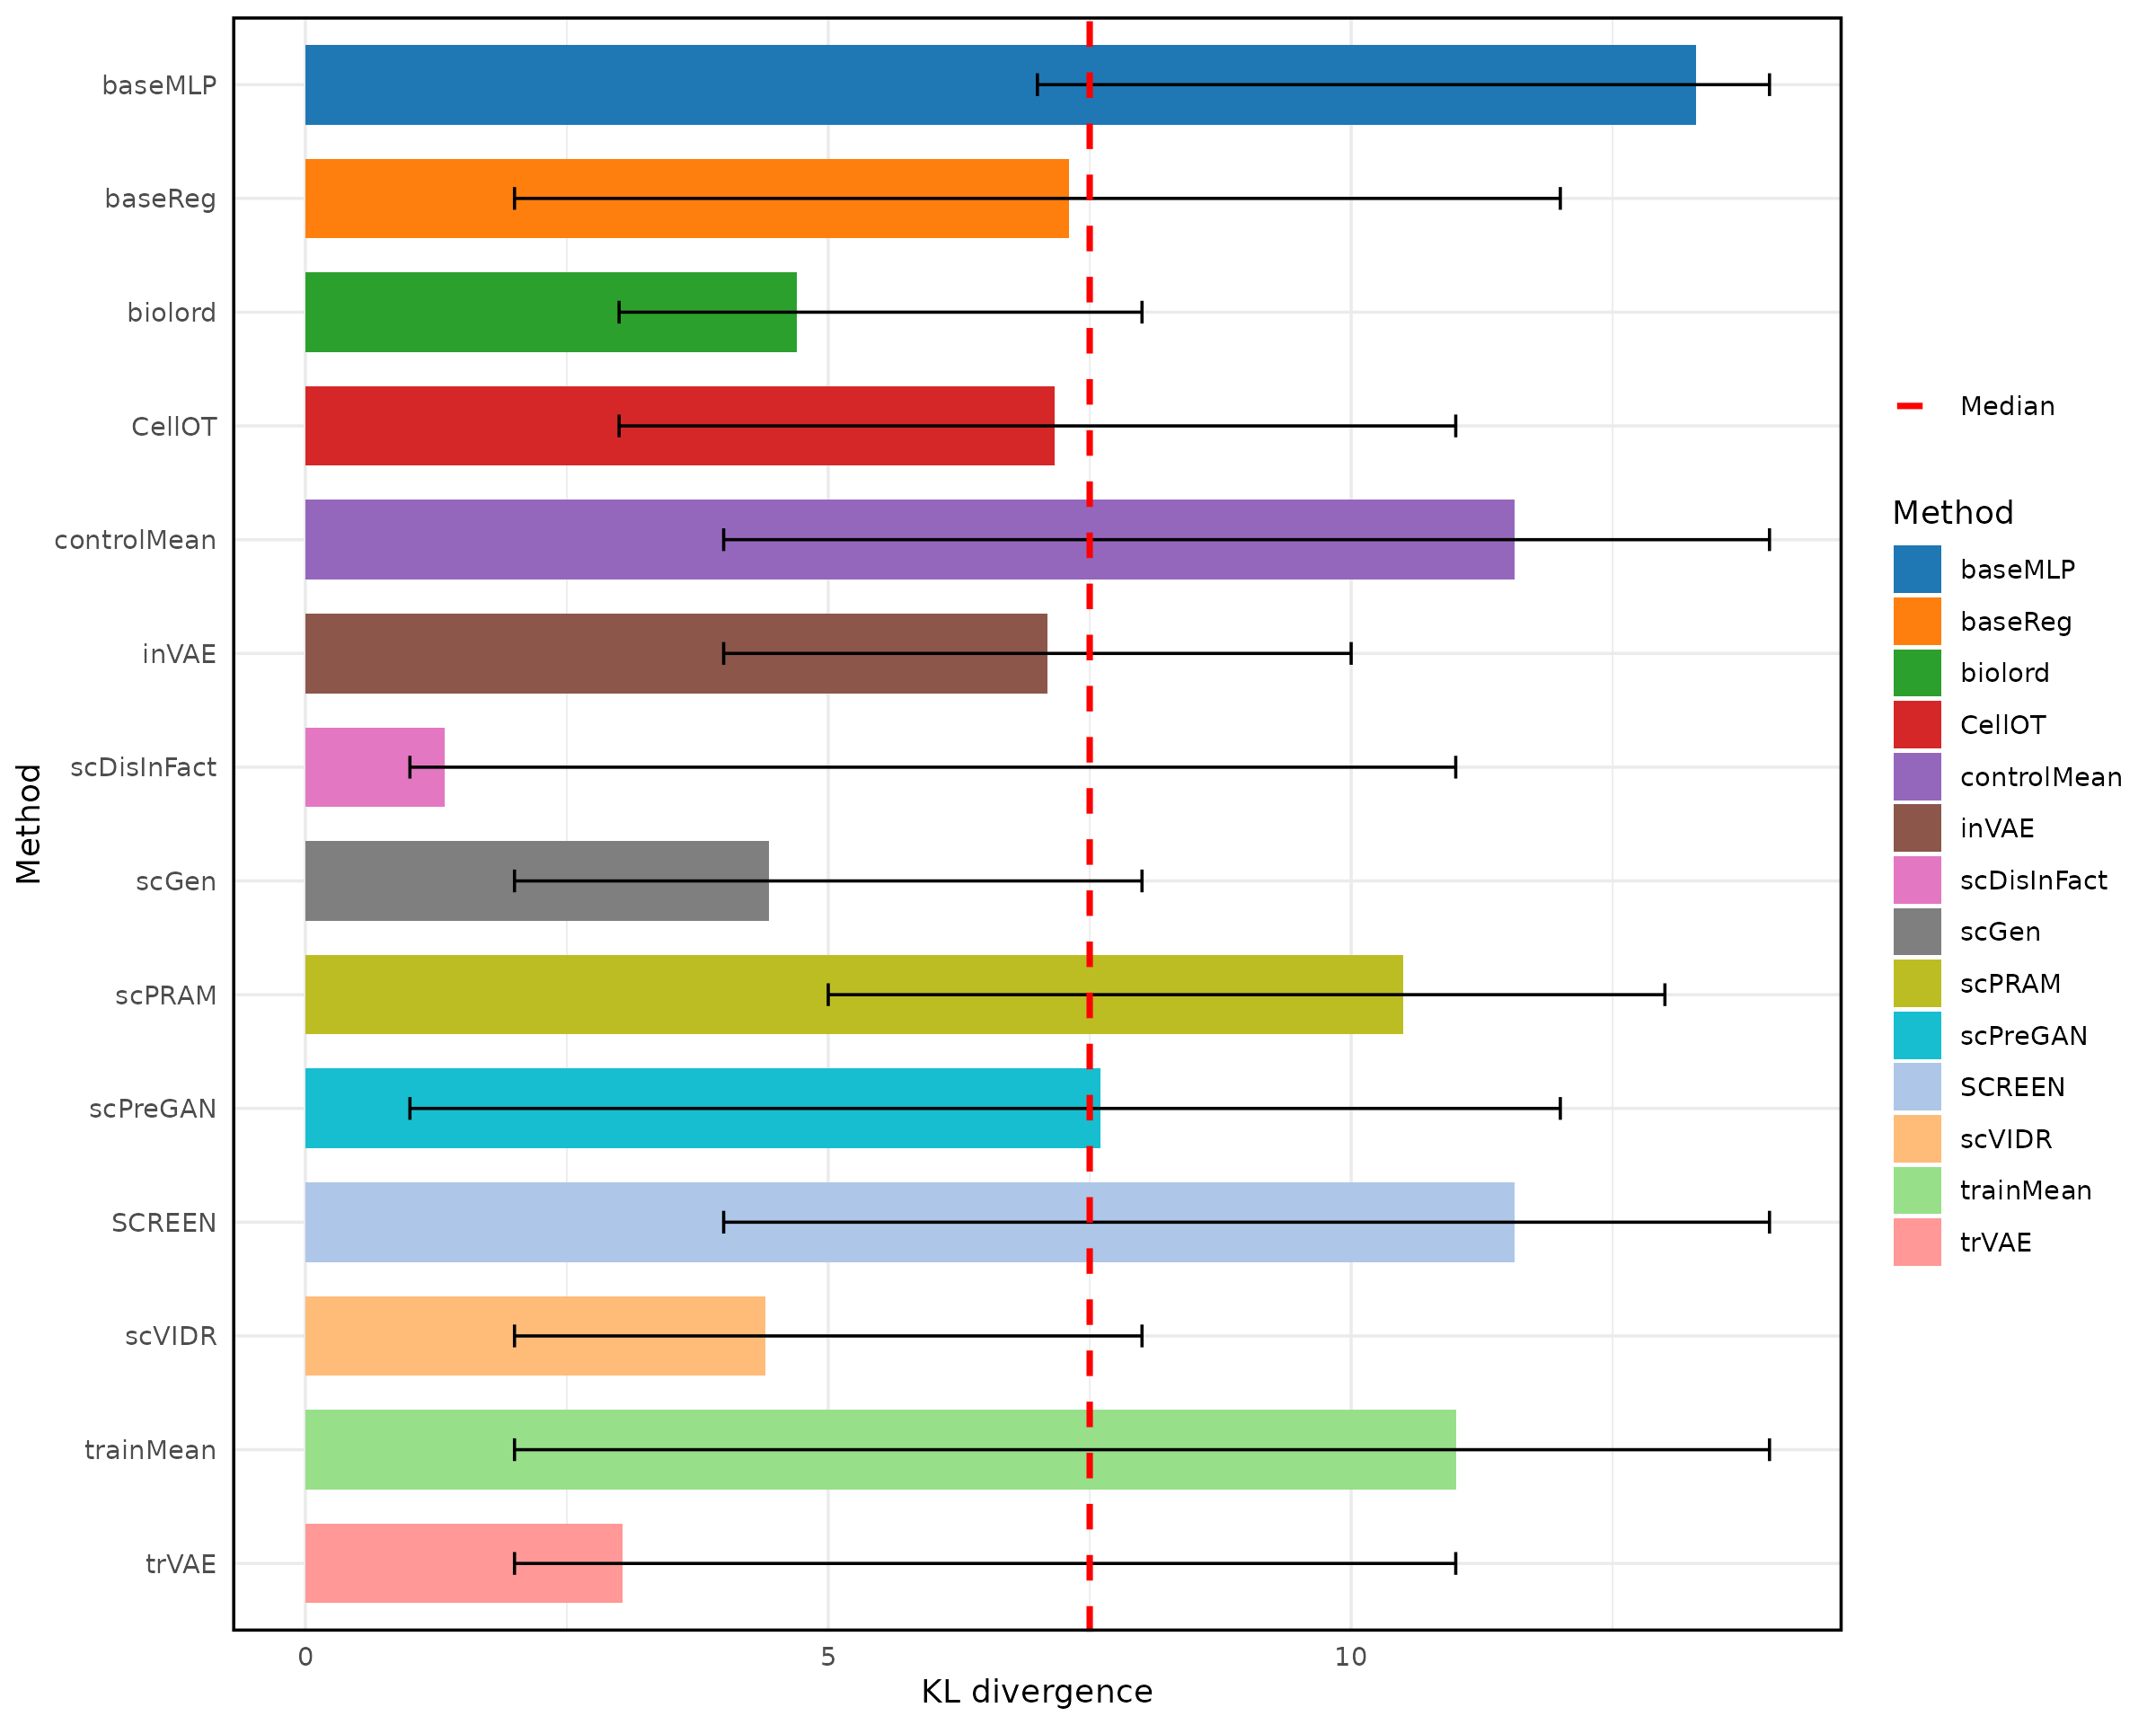 baseMLP
baseReg
biolord
CellOT
controlMean
inVAE
scDisInFact
scGen
scPRAM
scPreGAN
SCREEN
scVIDR
trainMean
trVAE
Method
0 5 10
KL divergence
Median
Method
baseMLP
baseReg
biolord
CellOT
controlMean
inVAE
scDisInFact
scGen
scPRAM
scPreGAN
SCREEN
scVIDR
trainMean
trVAE